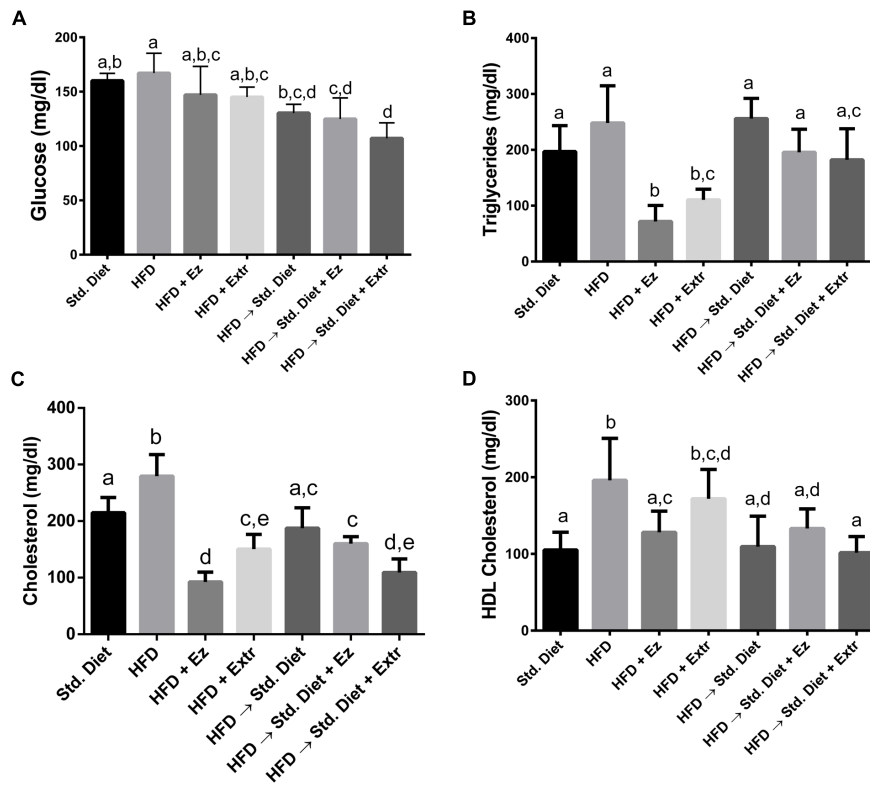 A
Glucose (mg/dl)
200
150
100
50
0
a,b
a
a,b,c
a,b,c
b,c,d
c,d
d
Std. Diet
HFD
HFD + Ez
HFD + Extr
HFD → Std. Diet
HFD → Std. Diet + Ez
HFD → Std. Diet + Extr
B
Triglycerides (mg/dl)
400
300
200
100
0
a
a
b
b,c
a
a
a,c
Std. Diet
HFD
HFD + Ez
HFD + Extr
HFD → Std. Diet
HFD → Std. Diet + Ez
HFD → Std. Diet + Extr
C
Cholesterol (mg/dl)
400
300
200
100
0
a
b
d
c,e
a,c
c
d,e
Std. Diet
HFD
HFD + Ez
HFD + Extr
HFD → Std. Diet
HFD → Std. Diet + Ez
HFD → Std. Diet + Extr
D
HDL Cholesterol (mg/dl)
300
200
100
0
a
b
a,c
b,c,d
a,d
a,d
a
Std. Diet
HFD
HFD + Ez
HFD + Extr
HFD → Std. Diet
HFD → Std. Diet + Ez
HFD → Std. Diet + Extr